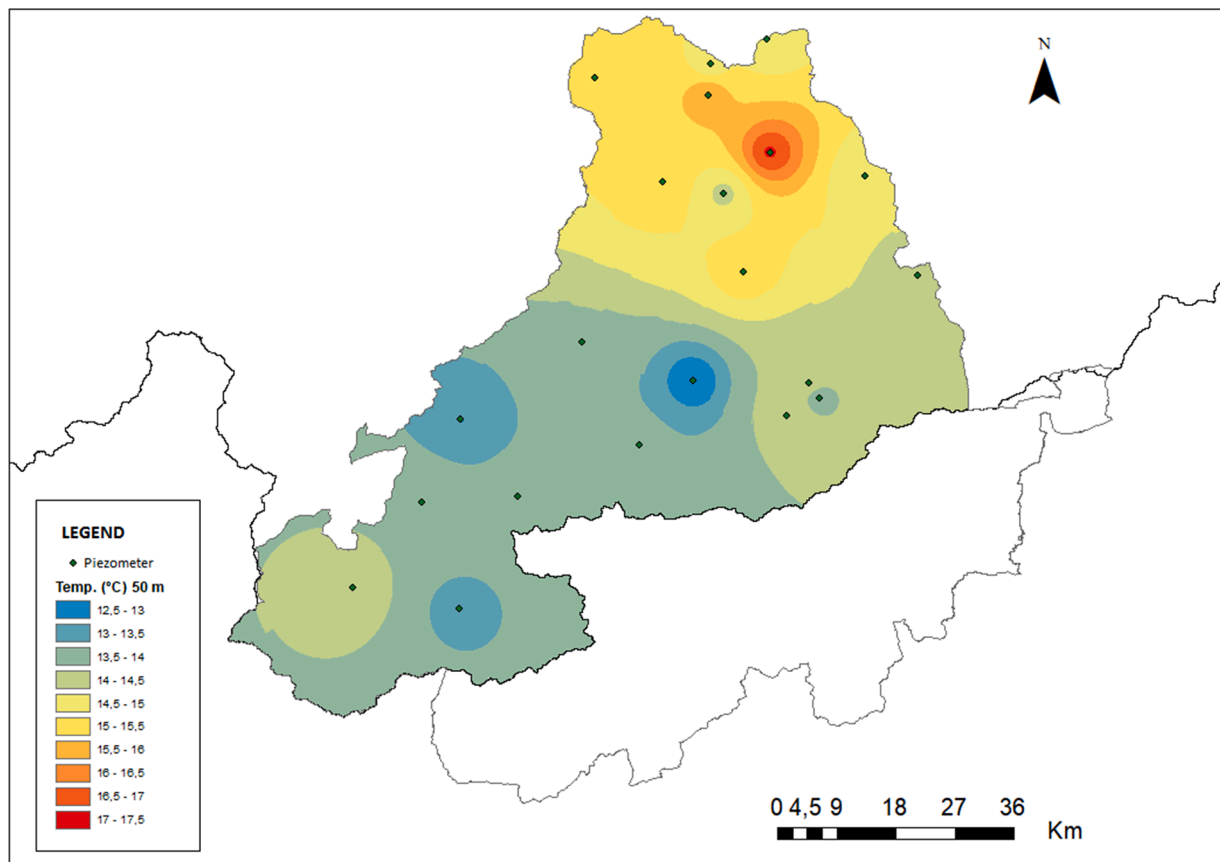 N
LEGEND
Piezometer
Temp. (°C) 50 m
12,5 - 13
13 - 13,5
13,5 - 14
14 - 14,5
14,5 - 15
15 - 15,5
15,5 - 16
16 - 16,5
16,5 - 17
17 - 17,5
0 4,5 9 18 27 36
Km